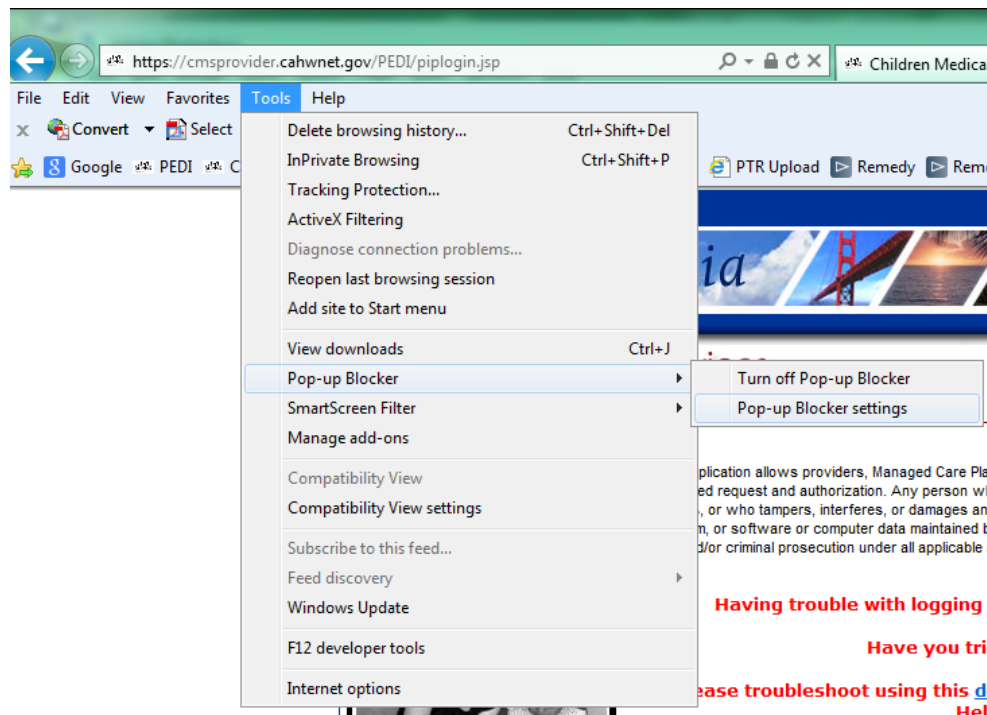 https://cmsprovider.cahwnet.gov/PEDI/piplogin.jsp
Children Medica
File Edit View Favorites Tools Help
x Convert Select
Google PEDI C PTR Upload Remedy Rem
Delete browsing history... Ctrl+Shift+Del
InPrivate Browsing Ctrl+Shift+P
Tracking Protection...
ActiveX Filtering
Diagnose connection problems...
Reopen last browsing session
Add site to Start menu
View downloads Ctrl+J
Pop-up Blocker
SmartScreen Filter
Manage add-ons
Compatibility View
Compatibility View settings
Subscribe to this feed...
Feed discovery
Windows Update
F12 developer tools
Internet options
Turn off Pop-up Blocker
Pop-up Blocker settings
ia
plication allows providers, Managed Care Pla
ed request and authorization. Any person w
, or who tampers, interferes, or damages an
m, or software or computer data maintained b
d/or criminal prosecution under all applicable
Having trouble with logging
Have you tri
ease troubleshoot using this d
Hel